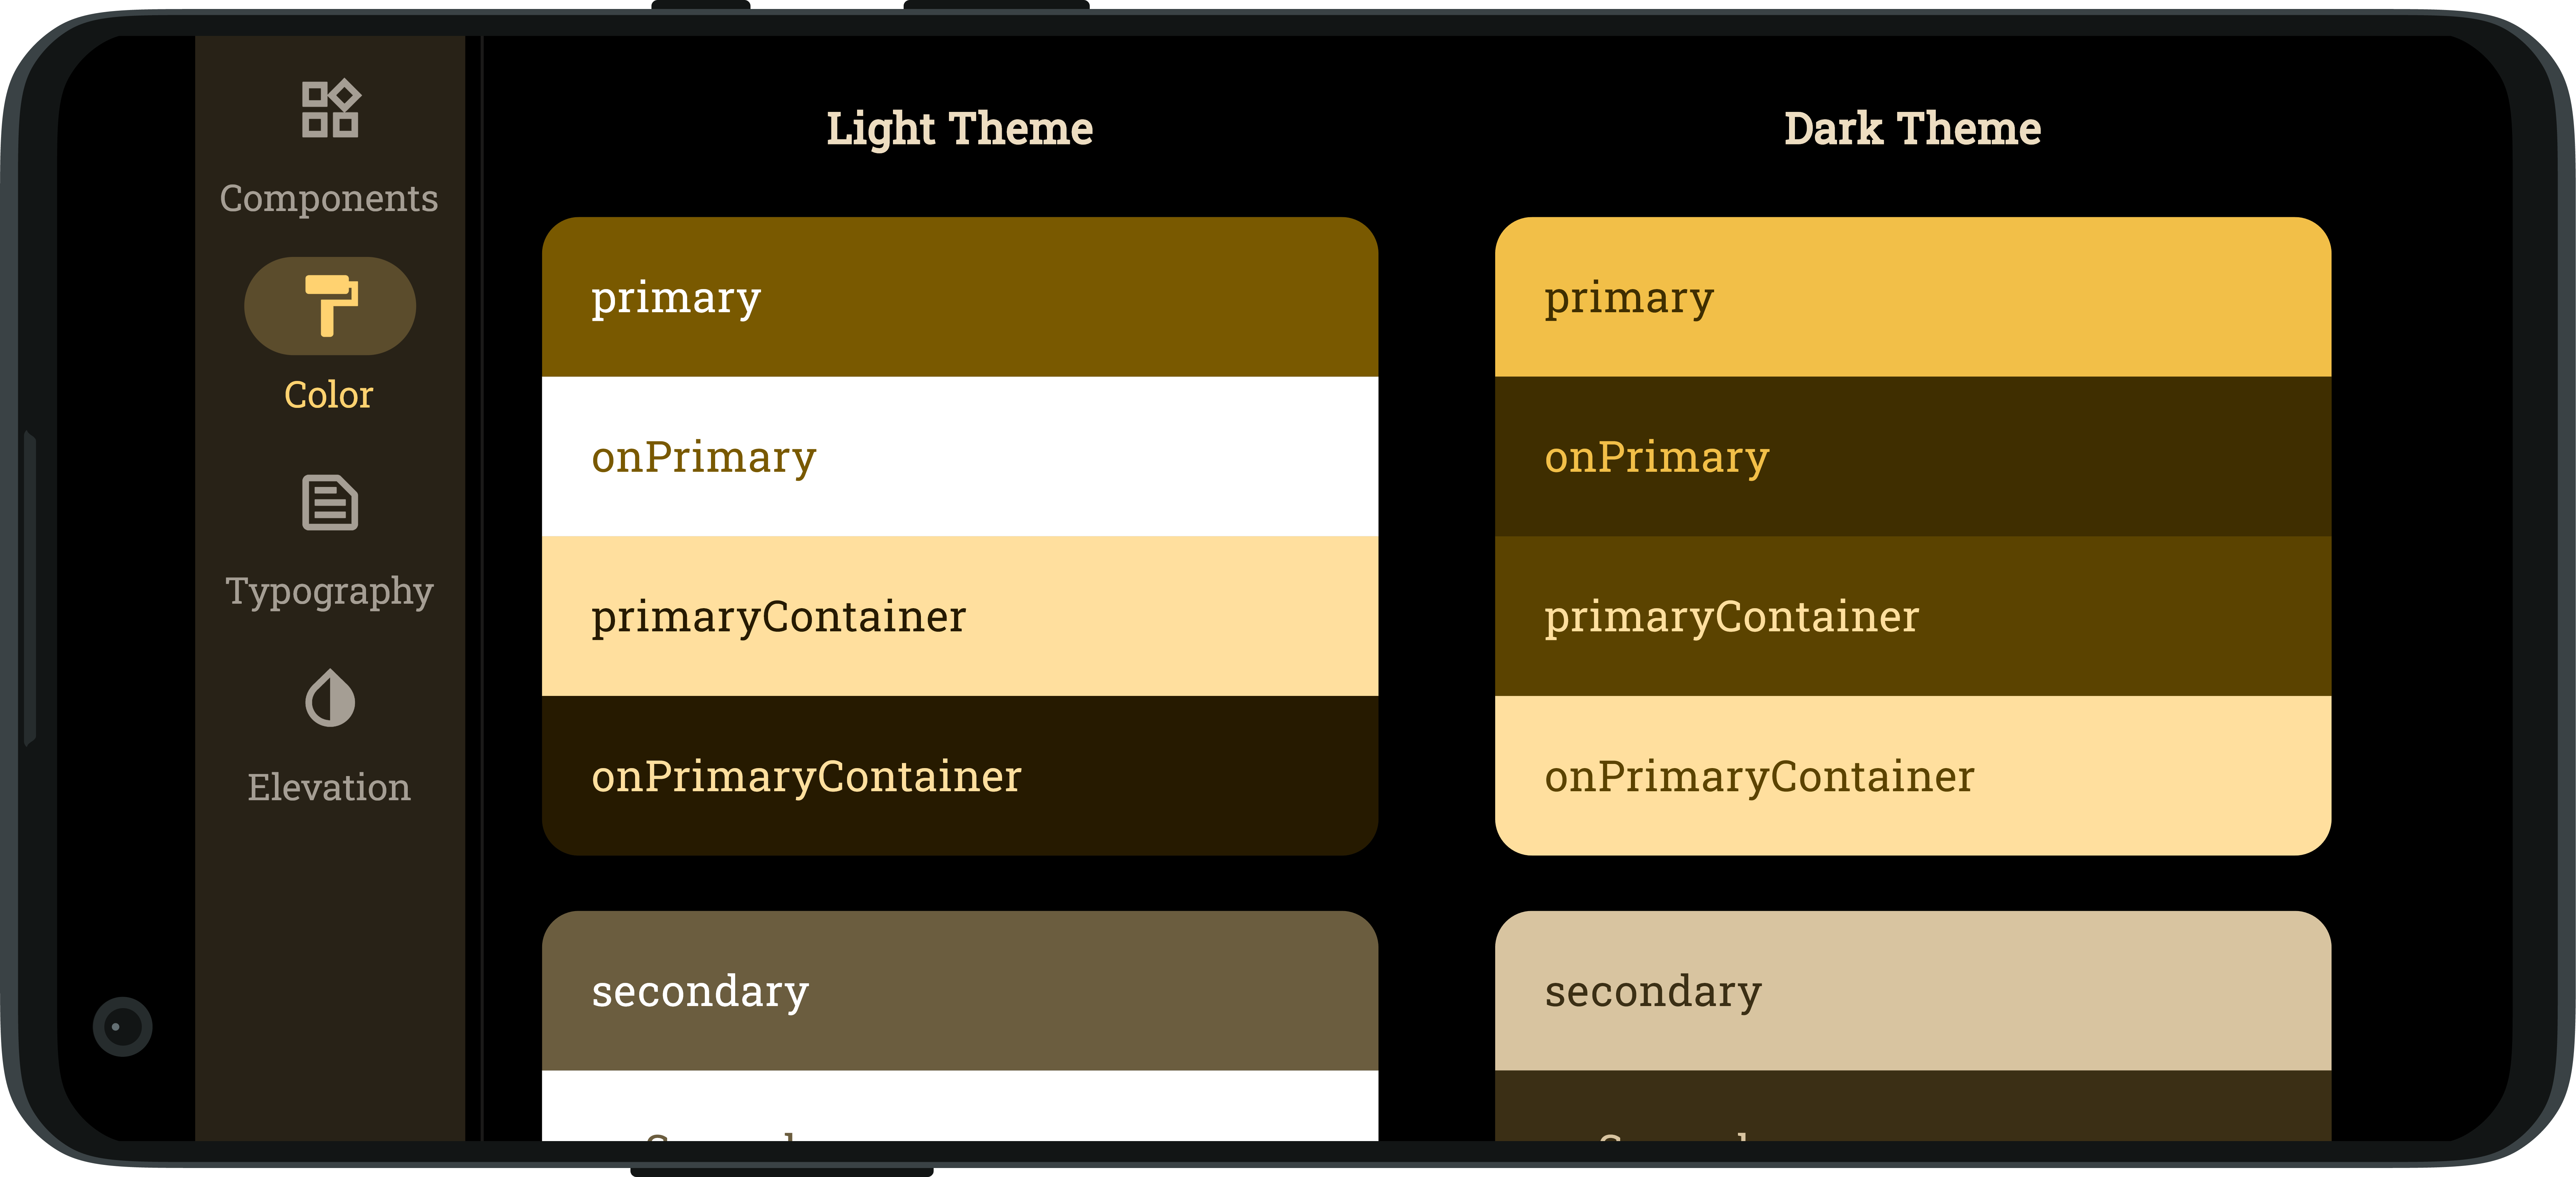 Components
Color
Typography
Elevation
Light Theme
primary
onPrimary
primaryContainer
onPrimaryContainer
secondary
Dark Theme
primary
onPrimary
primaryContainer
onPrimaryContainer
secondary